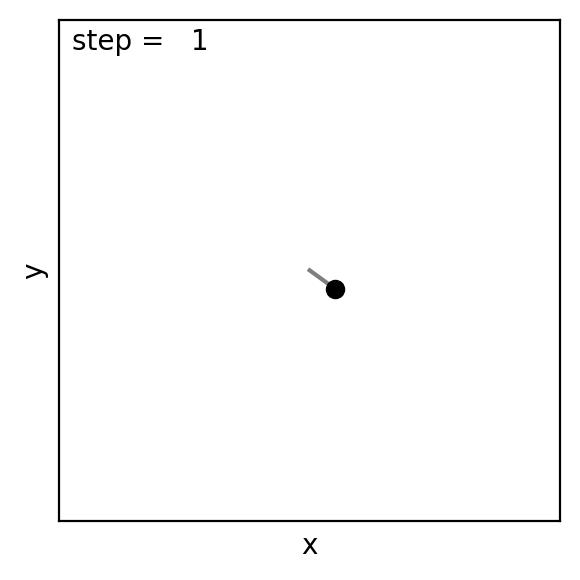 step =   1
y
x